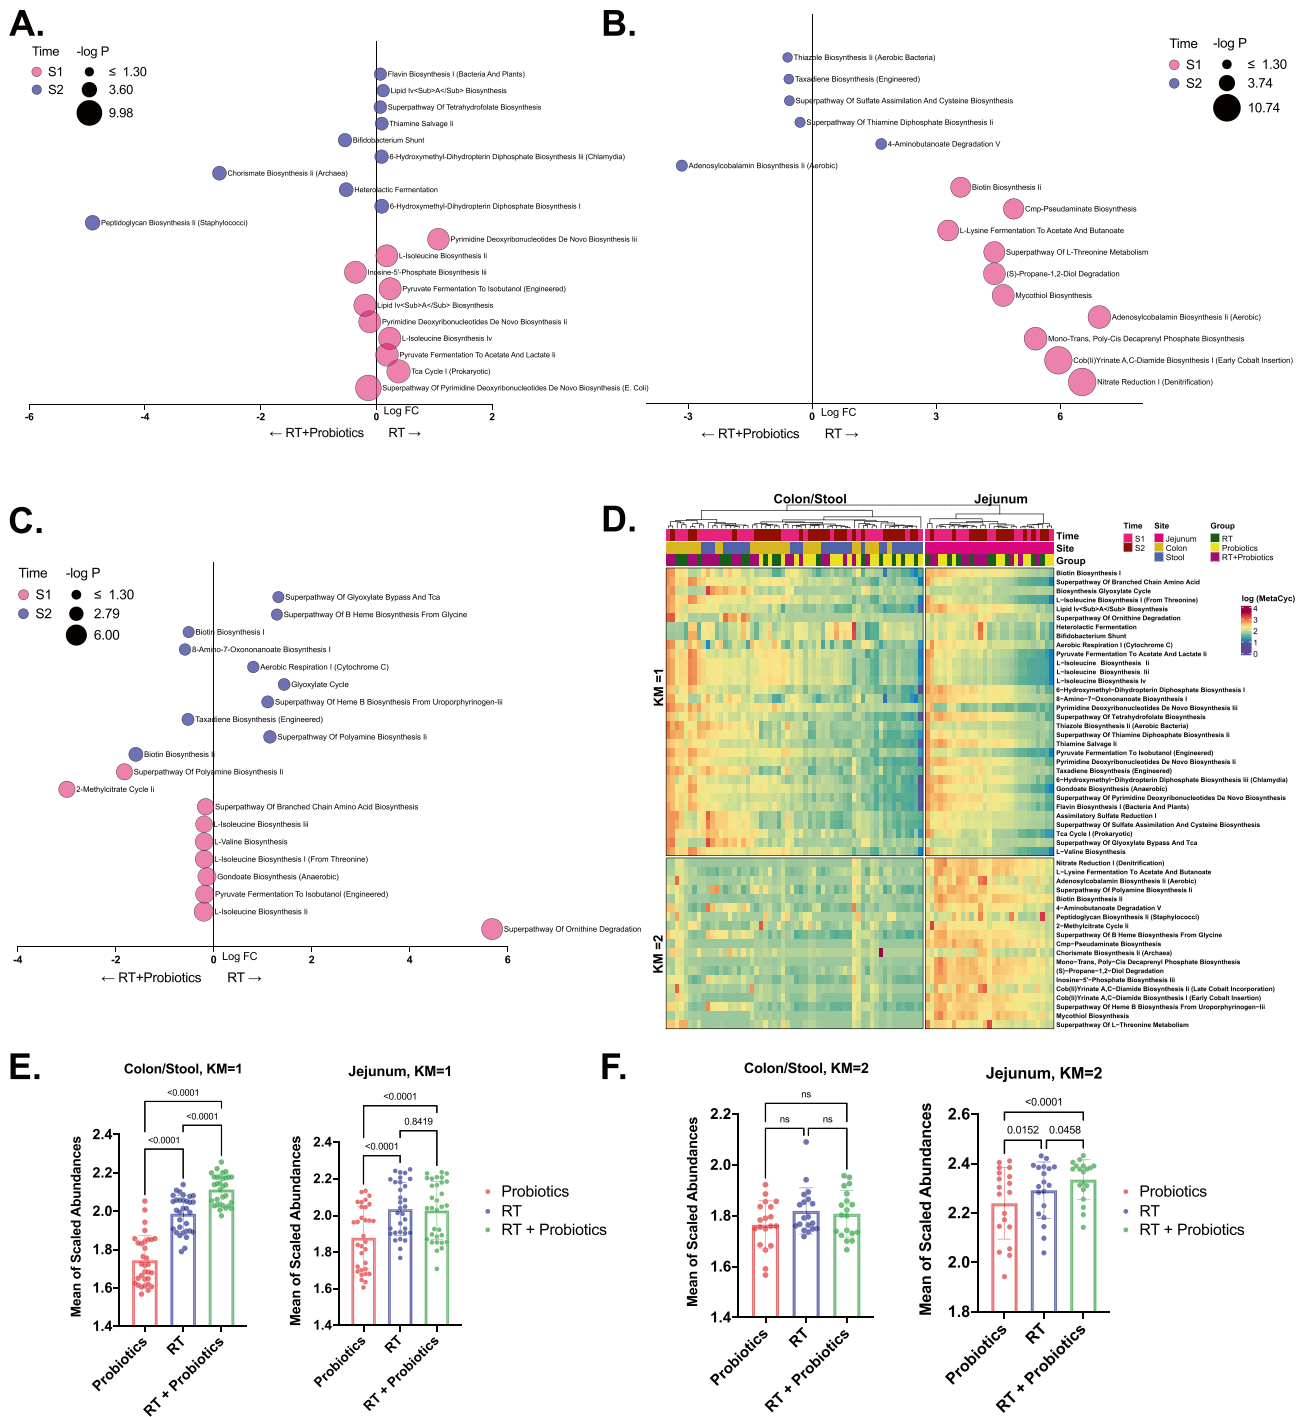 A.
Time -log P
S1 ≤ 1.30
S2 3.60
9.98
Flavin Biosynthesis I (Bacteria And Plants)
Lipid Iv<Sub>A</Sub> Biosynthesis
Superpathway Of Tetrahydrofolate Biosynthesis
Thiamine Salvage Ii
Bifidobacterium Shunt
6-Hydroxymethyl-Dihydropterin Diphosphate Biosynthesis Iii (Chlamydia)
Chorismate Biosynthesis Ii (Archaea)
Heterolactic Fermentation
6-Hydroxymethyl-Dihydropterin Diphosphate Biosynthesis I
Peptidoglycan Biosynthesis Ii (Staphylococci)
Pyrimidine Deoxyribonucleotides De Novo Biosynthesis Iii
L-Isoleucine Biosynthesis Ii
Inosine-5'-Phosphate Biosynthesis Iii
Pyruvate Fermentation To Isobutanol (Engineered)
Lipid Iv<Sub>A</Sub> Biosynthesis
Pyrimidine Deoxyribonucleotides De Novo Biosynthesis Ii
L-Isoleucine Biosynthesis Iv
Pyruvate Fermentation To Acetate And Lactate Ii
Tca Cycle I (Prokaryotic)
Superpathway Of Pyrimidine Deoxyribonucleotides De Novo Biosynthesis (E. Coli)
-6 -4 -2 0 2
Log FC
← RT+Probiotics RT →
B.
Time -log P
S1 ≤ 1.30
S2 3.74
10.74
Thiazole Biosynthesis Ii (Aerobic Bacteria)
Taxadiene Biosynthesis (Engineered)
Superpathway Of Sulfate Assimilation And Cysteine Biosynthesis
Superpathway Of Thiamine Diphosphate Biosynthesis Ii
4-Aminobutanoate Degradation V
Adenosylcobalamin Biosynthesis Ii (Aerobic)
Biotin Biosynthesis Ii
Cmp-Pseudaminate Biosynthesis
L-Lysine Fermentation To Acetate And Butanoate
Superpathway Of L-Threonine Metabolism
(S)-Propane-1,2-Diol Degradation
Mycothiol Biosynthesis
Adenosylcobalamin Biosynthesis Ii (Aerobic)
Mono-Trans, Poly-Cis Decaprenyl Phosphate Biosynthesis
Cob(Ii)Yrinate A,C-Diamide Biosynthesis I (Early Cobalt Insertion)
Nitrate Reduction I (Denitrification)
-3 0 3 6
Log FC
← RT+Probiotics RT →
C.
Time -log P
S1 ≤ 1.30
S2 2.79
6.00
Superpathway Of Glyoxylate Bypass And Tca
Superpathway Of B Heme Biosynthesis From Glycine
Biotin Biosynthesis I
8-Amino-7-Oxononanoate Biosynthesis I
Aerobic Respiration I (Cytochrome C)
Glyoxylate Cycle
Superpathway Of Heme B Biosynthesis From Uroporphyrinogen-Iii
Taxadiene Biosynthesis (Engineered)
Superpathway Of Polyamine Biosynthesis Ii
Biotin Biosynthesis Ii
Superpathway Of Polyamine Biosynthesis Ii
2-Methylcitrate Cycle Ii
Superpathway Of Branched Chain Amino Acid Biosynthesis
L-Isoleucine Biosynthesis Iii
L-Valine Biosynthesis
L-Isoleucine Biosynthesis I (From Threonine)
Gondoate Biosynthesis (Anaerobic)
Pyruvate Fermentation To Isobutanol (Engineered)
L-Isoleucine Biosynthesis Ii
Superpathway Of Ornithine Degradation
-4 -2 0 2 4 6
Log FC
← RT+Probiotics RT →
D.
Colon/Stool Jejunum
Time
Site
Group
Time Site Group
S1 Jejunum RT
S2 Colon Probiotics
Stool RT+Probiotics
log (MetaCyc)
4
3
2
1
0
KM =1
Biotin Biosynthesis I
Superpathway Of Branched Chain Amino Acid
Biosynthesis Glyoxylate Cycle
L−Isoleucine Biosynthesis I (From Threonine)
Lipid Iv<Sub>A</Sub> Biosynthesis
Superpathway Of Ornithine Degradation
Heterolactic Fermentation
Bifidobacterium Shunt
Aerobic Respiration I (Cytochrome C)
Pyruvate Fermentation To Acetate And Lactate Ii
L−Isoleucine Biosynthesis Ii
L−Isoleucine Biosynthesis Iii
L−Isoleucine Biosynthesis Iv
6−Hydroxymethyl−Dihydropterin Diphosphate Biosynthesis I
8−Amino−7−Oxononanoate Biosynthesis I
Pyrimidine Deoxyribonucleotides De Novo Biosynthesis Iii
Superpathway Of Tetrahydrofolate Biosynthesis
Thiazole Biosynthesis Ii (Aerobic Bacteria)
Superpathway Of Thiamine Diphosphate Biosynthesis Ii
Thiamine Salvage Ii
Pyruvate Fermentation To Isobutanol (Engineered)
Pyrimidine Deoxyribonucleotides De Novo Biosynthesis Ii
Taxadiene Biosynthesis (Engineered)
6−Hydroxymethyl−Dihydropterin Diphosphate Biosynthesis Iii (Chlamydia)
Gondoate Biosynthesis (Anaerobic)
Superpathway Of Pyrimidine Deoxyribonucleotides De Novo Biosynthesis
Flavin Biosynthesis I (Bacteria And Plants)
Assimilatory Sulfate Reduction I
Superpathway Of Sulfate Assimilation And Cysteine Biosynthesis
Tca Cycle I (Prokaryotic)
Superpathway Of Glyoxylate Bypass And Tca
L−Valine Biosynthesis
KM =2
Nitrate Reduction I (Denitrification)
L−Lysine Fermentation To Acetate And Butanoate
Adenosylcobalamin Biosynthesis Ii (Aerobic)
Superpathway Of Polyamine Biosynthesis Ii
Biotin Biosynthesis Ii
4−Aminobutanoate Degradation V
Peptidoglycan Biosynthesis Ii (Staphylococci)
2−Methylcitrate Cycle Ii
Superpathway Of B Heme Biosynthesis From Glycine
Cmp−Pseudaminate Biosynthesis
Chorismate Biosynthesis Ii (Archaea)
Mono−Trans, Poly−Cis Decaprenyl Phosphate Biosynthesis
(S)−Propane−1,2−Diol Degradation
Inosine−5'−Phosphate Biosynthesis Iii
Cob(Ii)Yrinate A,C−Diamide Biosynthesis Ii (Late Cobalt Incorporation)
Cob(Ii)Yrinate A,C−Diamide Biosynthesis I (Early Cobalt Insertion)
Superpathway Of Heme B Biosynthesis From Uroporphyrinogen−Iii
Mycothiol Biosynthesis
Superpathway Of L−Threonine Metabolism
E.
Colon/Stool, KM=1
<0.0001
<0.0001
<0.0001
Mean of Scaled Abundances
2.4
2.2
2.0
1.8
1.6
1.4
Probiotics
RT
RT + Probiotics
Jejunum, KM=1
<0.0001
0.8419
<0.0001
Mean of Scaled Abundances
2.4
2.2
2.0
1.8
1.6
1.4
Probiotics
RT
RT + Probiotics
Probiotics
RT
RT + Probiotics
F.
Colon/Stool, KM=2
ns
ns ns
Mean of Scaled Abundances
2.2
2.0
1.8
1.6
1.4
Probiotics
RT
RT + Probiotics
Jejunum, KM=2
<0.0001
0.0152 0.0458
Mean of Scaled Abundances
2.6
2.4
2.2
2.0
1.8
Probiotics
RT
RT + Probiotics
Probiotics
RT
RT + Probiotics